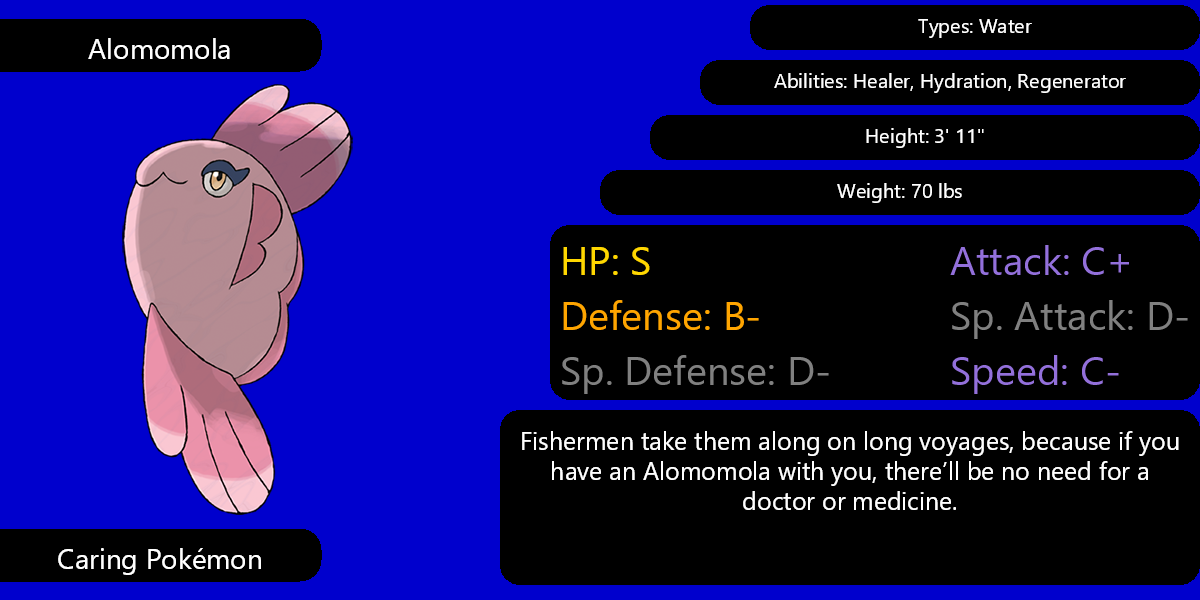 Alomomola
Types: Water
Abilities: Healer, Hydration, Regenerator
Height: 3' 11"
Weight: 70 lbs
HP: S
Attack: C+
Defense: B-
Sp. Attack: D-
Sp. Defense: D-
Speed: C-
Fishermen take them along on long voyages, because if you
have an Alomomola with you, there’ll be no need for a
doctor or medicine.
Caring Pokémon